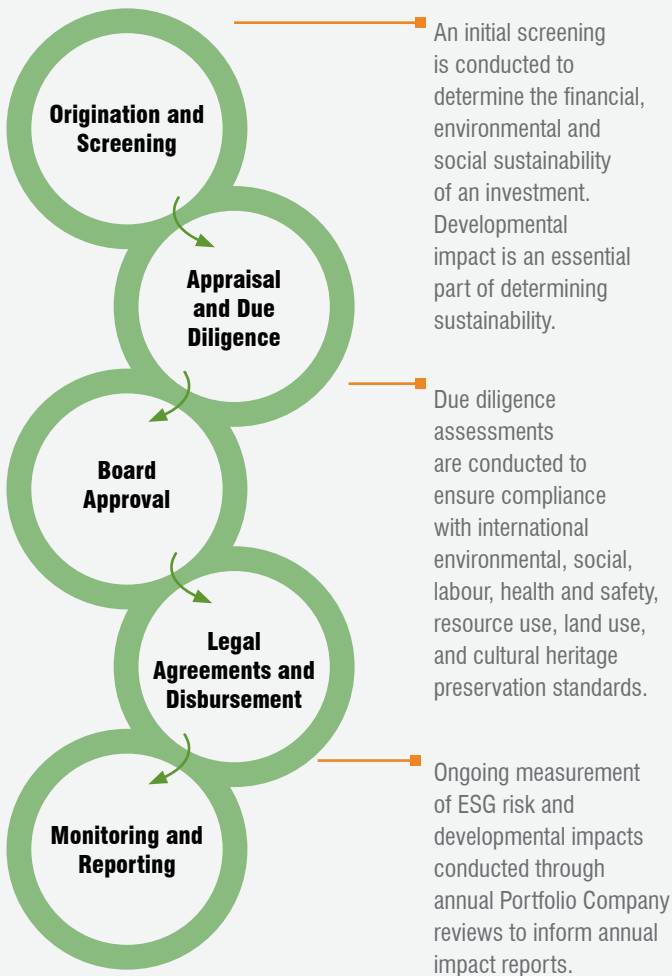 Origination and
Screening
An initial screening
is conducted to
determine the financial,
environmental and
social sustainability
of an investment.
Developmental
impact is an essential
part of determining
sustainability.
Appraisal
and Due
Diligence
Due diligence
assessments
are conducted to
ensure compliance
with international
environmental, social,
labour, health and safety,
resource use, land use,
and cultural heritage
preservation standards.
Board
Approval
Legal
Agreements and
Disbursement
Monitoring and
Reporting
Ongoing measurement
of ESG risk and
developmental impacts
conducted through
annual Portfolio Company
reviews to inform annual
impact reports.